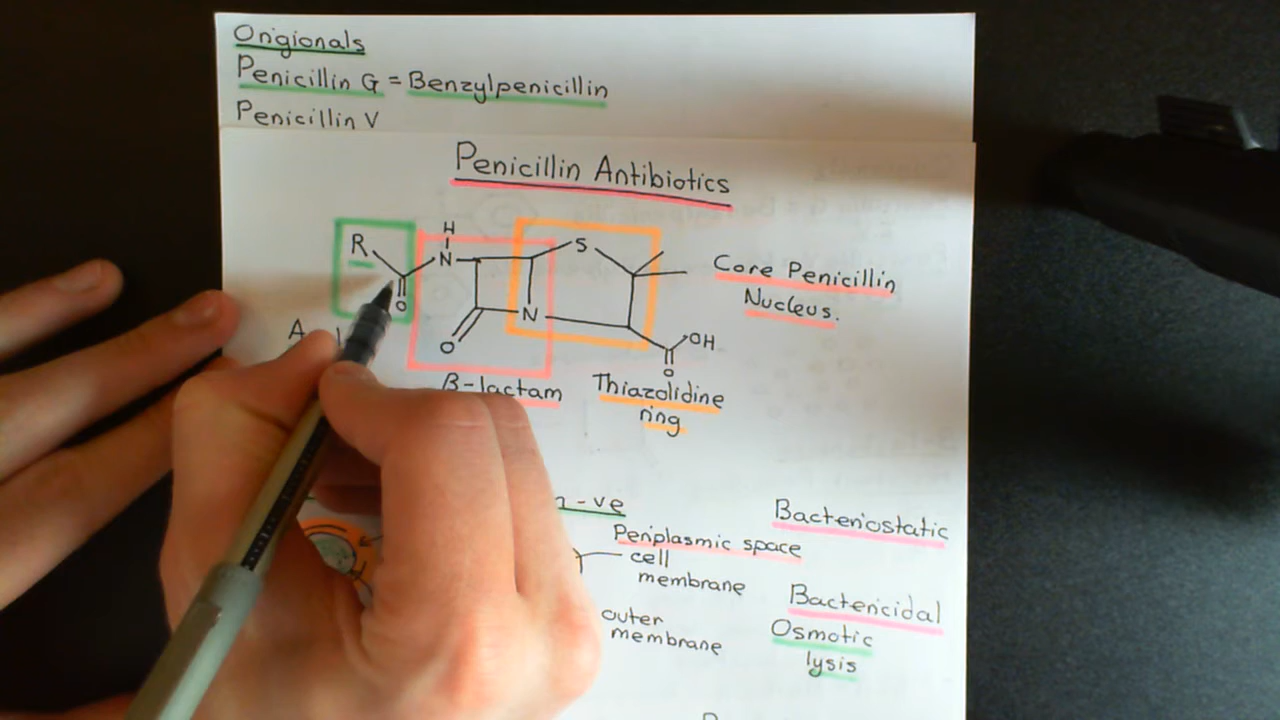 Origionals
Penicillin G = Benzylpenicillin
Penicillin V
Penicillin Antibiotics
H
R
N
S
O
N
O
OH
O
Core Penicillin
Nucleus.
β-lactam
Thiazolidine
ring
-ve
Periplasmic space
cell
membrane
outer
membrane
Bacteriostatic
Bactericidal
Osmotic
lysis